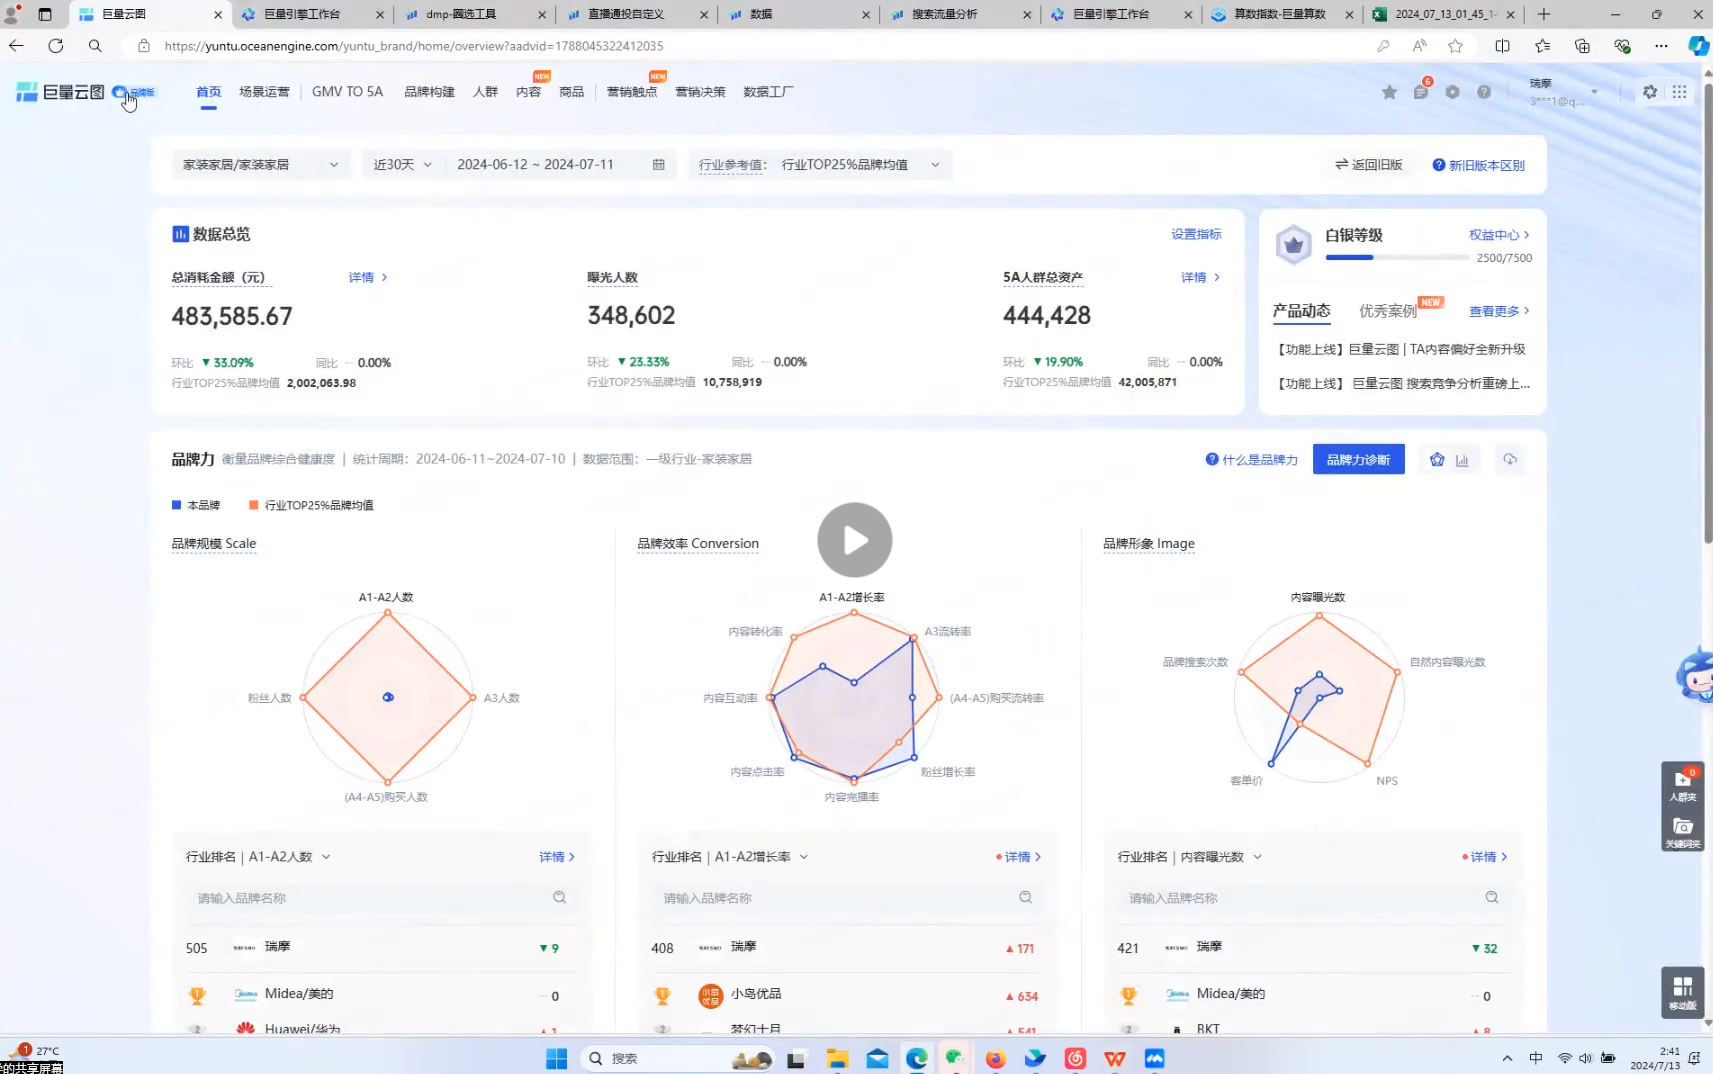 巨量云图
巨量引擎工作台
dmp-圈选工具
直播通投自定义
数据
搜索流量分析
巨量引擎工作台
算数指数-巨量算数
2024_07_13_01_45_1
https://yuntu.oceanengine.com/yuntu_brand/home/overview?aadvid=1788045322412035
巨量云图 品牌版
首页 场景运营 GMV TO 5A 品牌构建 人群 内容 NEW 商品 营销触点 NEW 营销决策 数据工厂
6
瑞摩
3***1@q...
家装家居/家装家居 近30天 2024-06-12 ~ 2024-07-11 行业参考值： 行业TOP25%品牌均值 返回旧版 新旧版本区别
数据总览 设置指标
总消耗金额（元） 详情
483,585.67
环比 ▼33.09% 同比 -- 0.00%
行业TOP25%品牌均值 2,002,063.98
曝光人数
348,602
环比 ▼23.33% 同比 -- 0.00%
行业TOP25%品牌均值 10,758,919
5A人群总资产 详情
444,428
环比 ▼19.90% 同比 -- 0.00%
行业TOP25%品牌均值 42,005,871
白银等级 权益中心
2500/7500
产品动态 优秀案例 NEW 查看更多
【功能上线】巨量云图 | TA内容偏好全新升级
【功能上线】 巨量云图 搜索竞争分析重磅上...
品牌力 衡量品牌综合健康度 | 统计周期：2024-06-11~2024-07-10 | 数据范围：一级行业-家装家居
什么是品牌力 品牌力诊断
本品牌 行业TOP25%品牌均值
品牌规模 Scale
A1-A2人数
粉丝人数
A3人数
(A4-A5)购买人数
品牌效率 Conversion
A1-A2增长率
内容转化率
A3流转率
内容互动率
(A4-A5)购买流转率
内容点击率
粉丝增长率
内容完播率
品牌形象 Image
内容曝光数
品牌搜索次数
自然内容曝光数
客单价
NPS
行业排名 | A1-A2人数 详情
请输入品牌名称
505 瑞摩 ▼9
1 Midea/美的 -- 0
2 Huawei/华为 ▲1
行业排名 | A1-A2增长率 详情
请输入品牌名称
408 瑞摩 ▲171
1 小岛优品 ▲634
2 梦幻十月 ▲541
行业排名 | 内容曝光数 详情
请输入品牌名称
421 瑞摩 ▼32
1 Midea/美的 -- 0
2 BKT ▲8
0
人群夹
关键词夹
移动版
1 27°C
的共享屏幕
搜索
中
2:41
2024/7/13